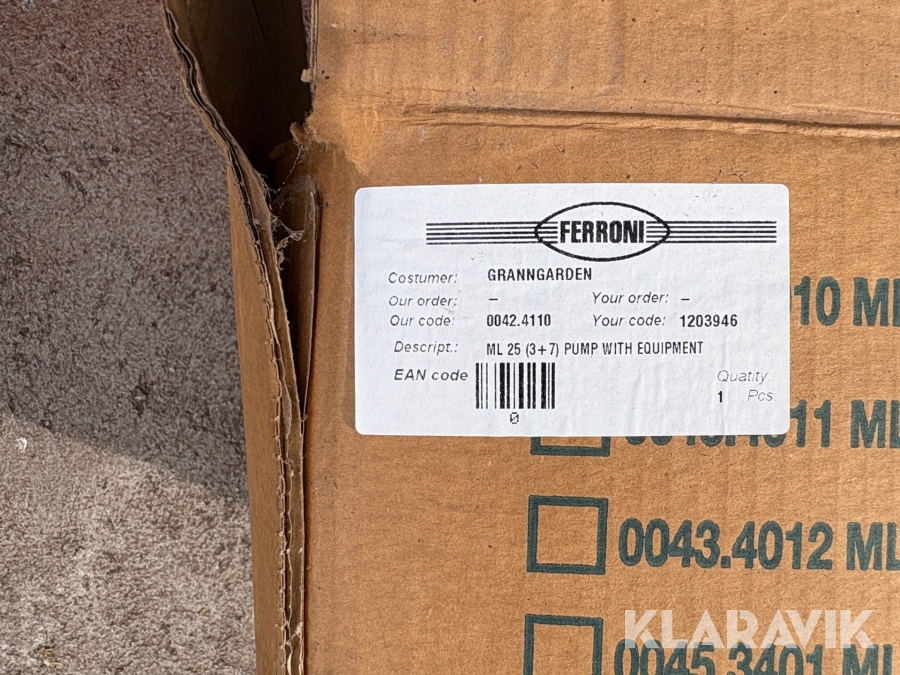 FERRONI
Costumer: GRANNGARDEN
Our order: – Your order: –
Our code: 0042.4110 Your code: 1203946
Descript.: ML 25 (3+7) PUMP WITH EQUIPMENT
EAN code Quatity.
1 Pcs
0
10 ML
11 ML
0043.4012 ML
0045.3401 ML
KLARAVIK